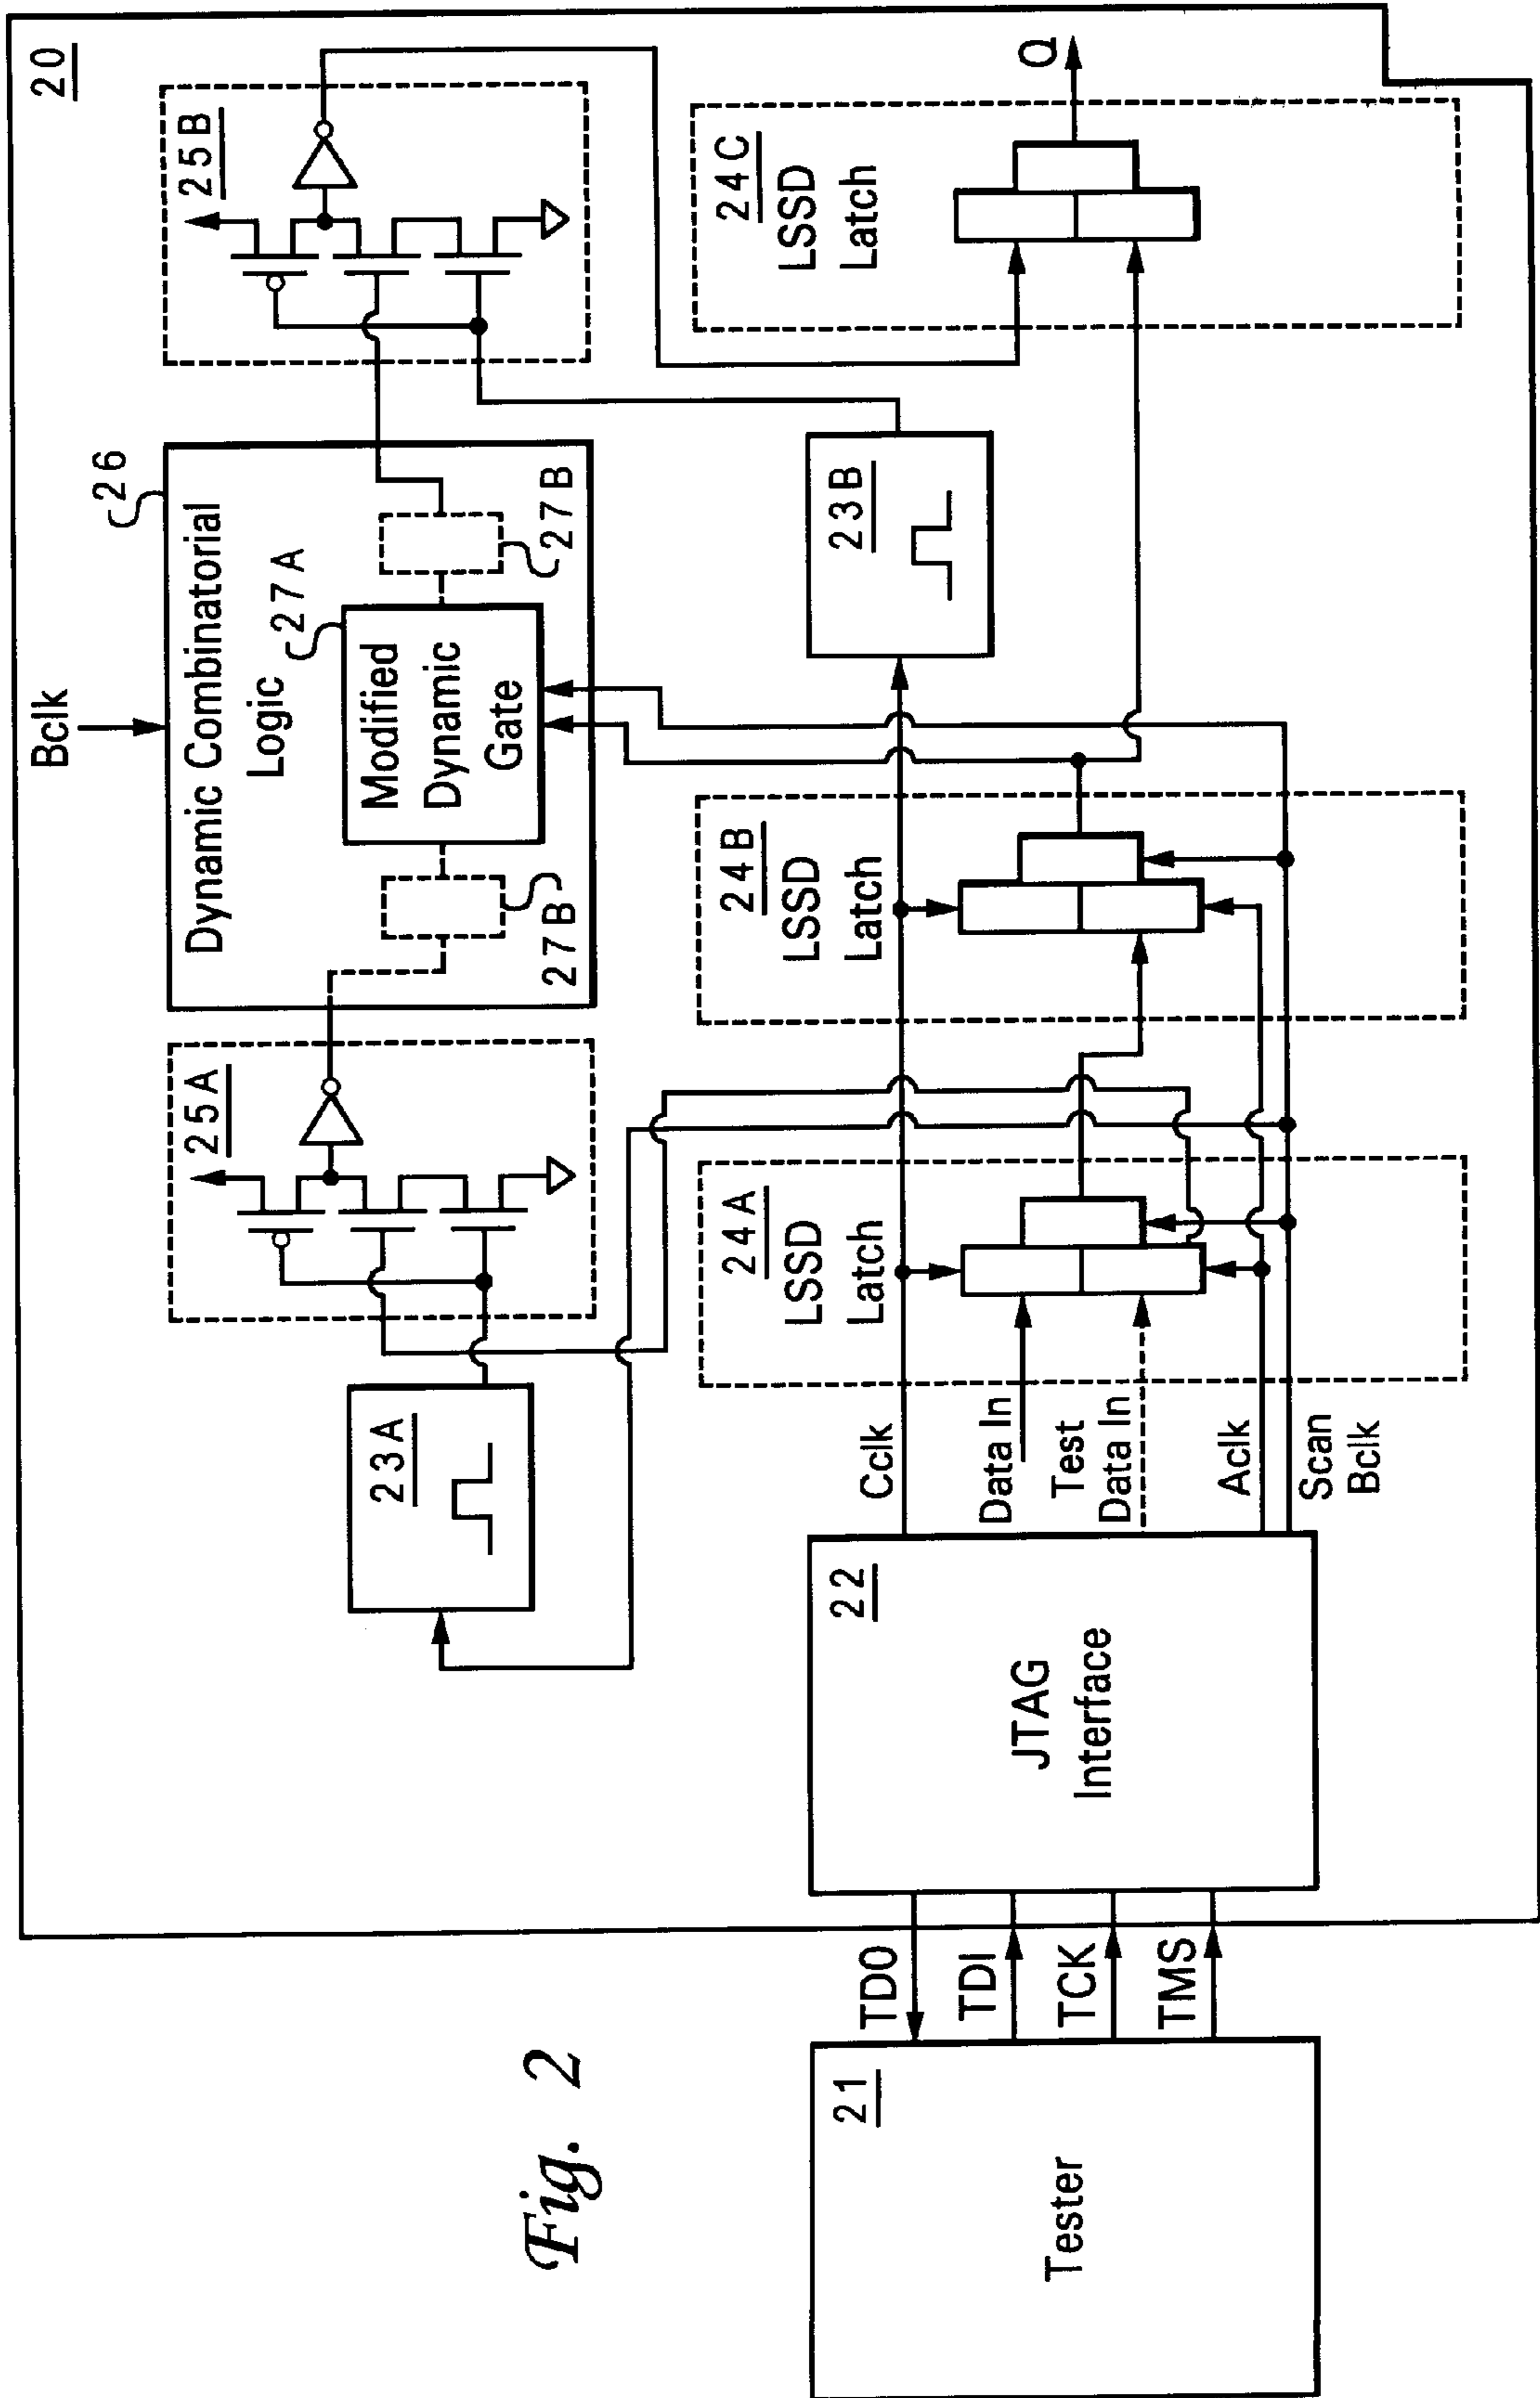 Fig. 2
20
21
Tester
TDO
TDI
TCK
TMS
22
JTAG
Interface
Cclk
Data In
Test
Data In
Aclk
Scan
Bclk
23A
25A
24A
LSSD
Latch
Bclk
26
Dynamic Combinatorial
Logic
27A
Modified
Dynamic
Gate
27B
27B
24B
LSSD
Latch
23B
25B
24C
LSSD
Latch
Q